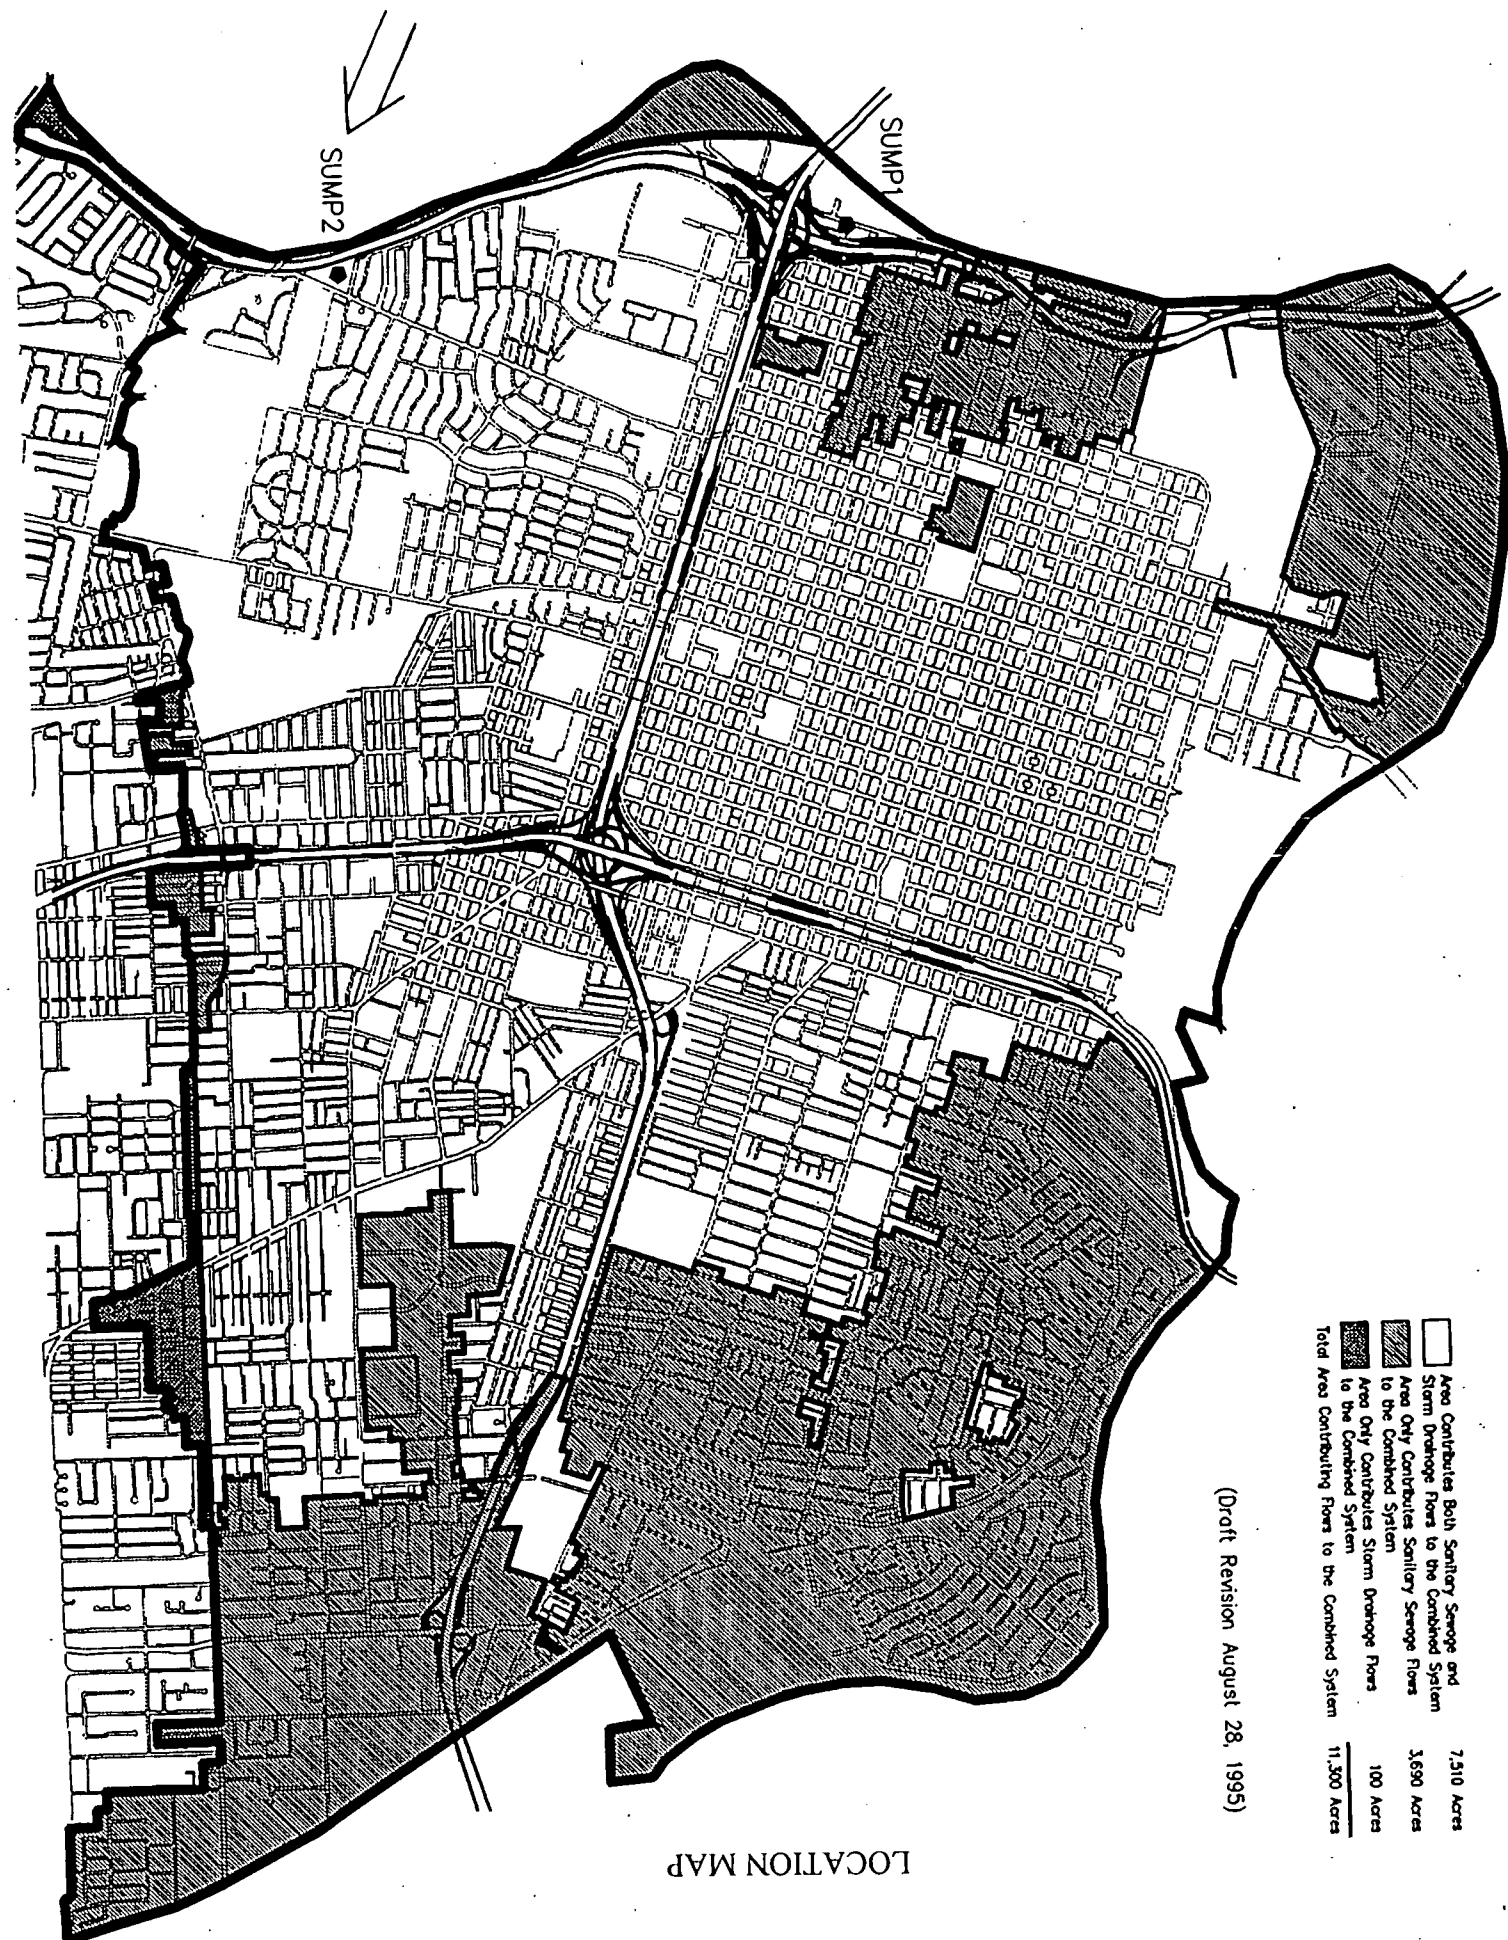 Area Contributes Both Sanitary Sewage and
Storm Drainage Flows to the Combined System 7,510 Acres
Area Only Contributes Sanitary Sewage Flows
to the Combined System 3,690 Acres
Area Only Contributes Storm Drainage Flows
to the Combined System 100 Acres
Total Area Contributing Flows to the Combined System 11,300 Acres
(Draft Revision August 28, 1995)
SUMP1
SUMP2
LOCATION MAP